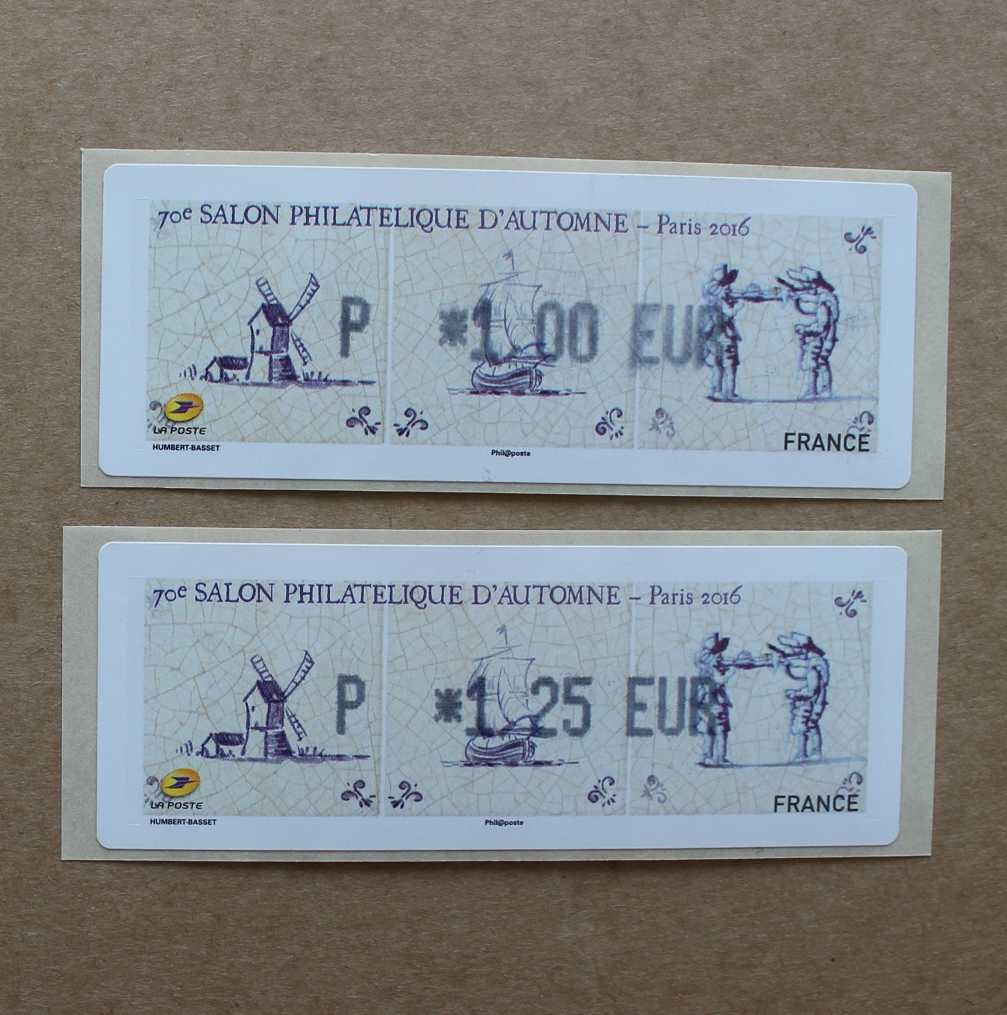 70e SALON PHILATELIQUE D'AUTOMNE – Paris 2016
P *1 00 EUR
LA POSTE
FRANCE
HUMBERT-BASSET
Phil@poste
70e SALON PHILATELIQUE D'AUTOMNE – Paris 2016
P *1 25 EUR
LA POSTE
FRANCE
HUMBERT-BASSET
Phil@poste